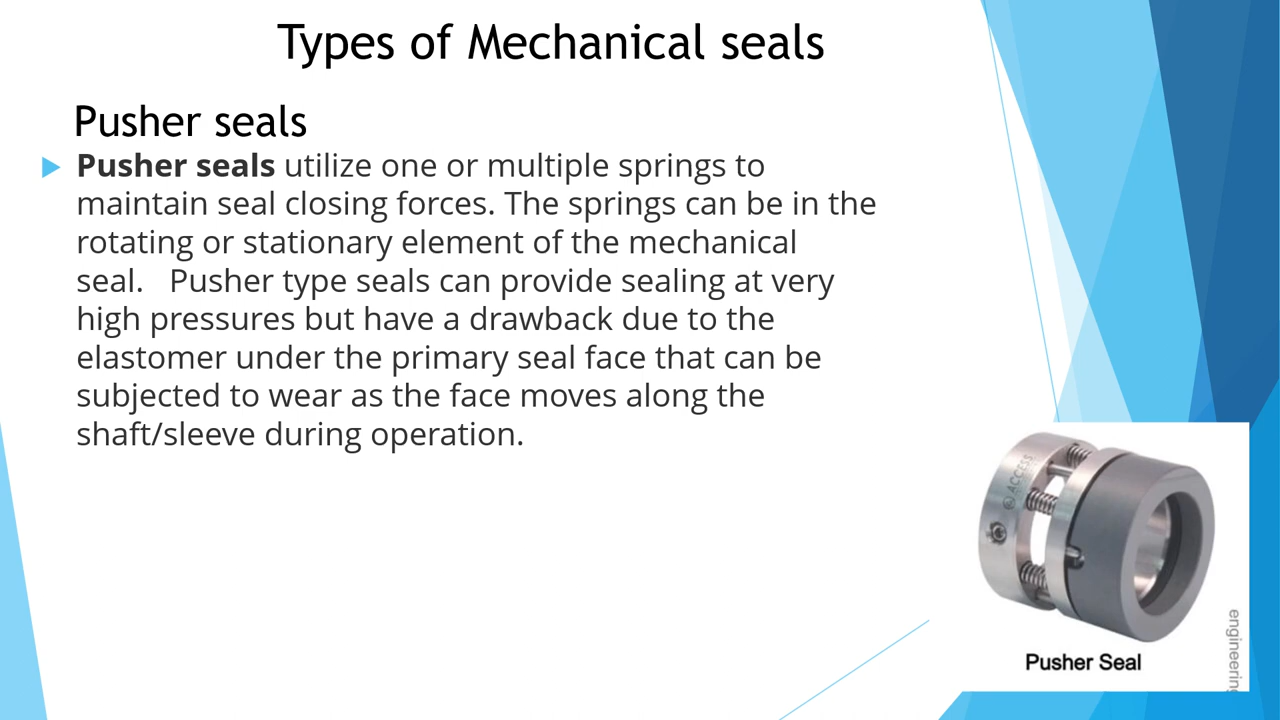 Types of Mechanical seals
Pusher seals
Pusher seals utilize one or multiple springs to
maintain seal closing forces. The springs can be in the
rotating or stationary element of the mechanical
seal.   Pusher type seals can provide sealing at very
high pressures but have a drawback due to the
elastomer under the primary seal face that can be
subjected to wear as the face moves along the
shaft/sleeve during operation.
ACCESS
Pusher Seal
engineering